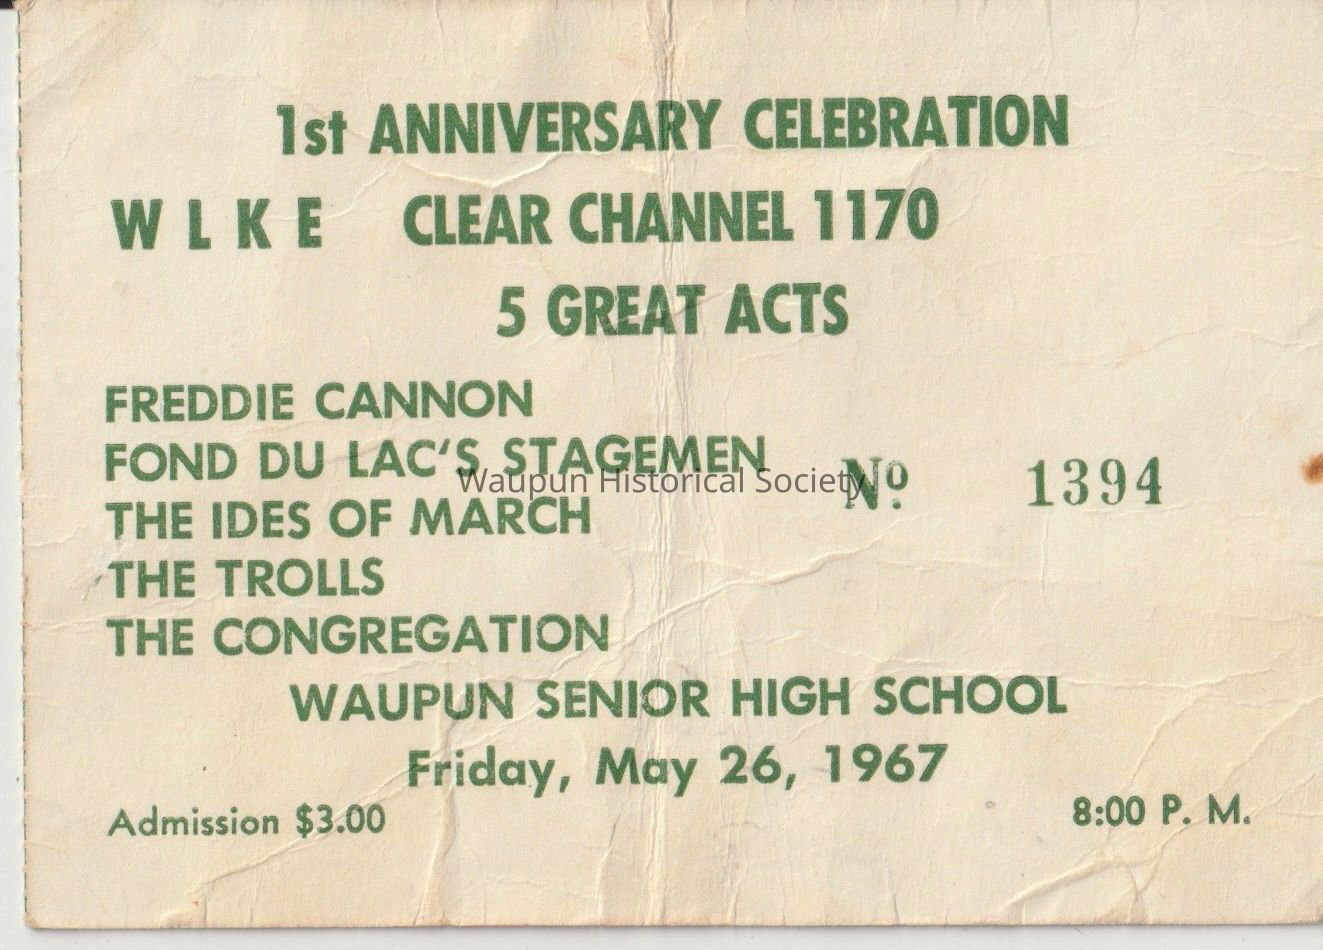 1st ANNIVERSARY CELEBRATION
W L K E CLEAR CHANNEL 1170
5 GREAT ACTS
FREDDIE CANNON
FOND DU LAC'S STAGEMEN
Waupun Historical Society
Nº 1394
THE IDES OF MARCH
THE TROLLS
THE CONGREGATION
WAUPUN SENIOR HIGH SCHOOL
Friday, May 26, 1967
Admission $3.00 8:00 P. M.